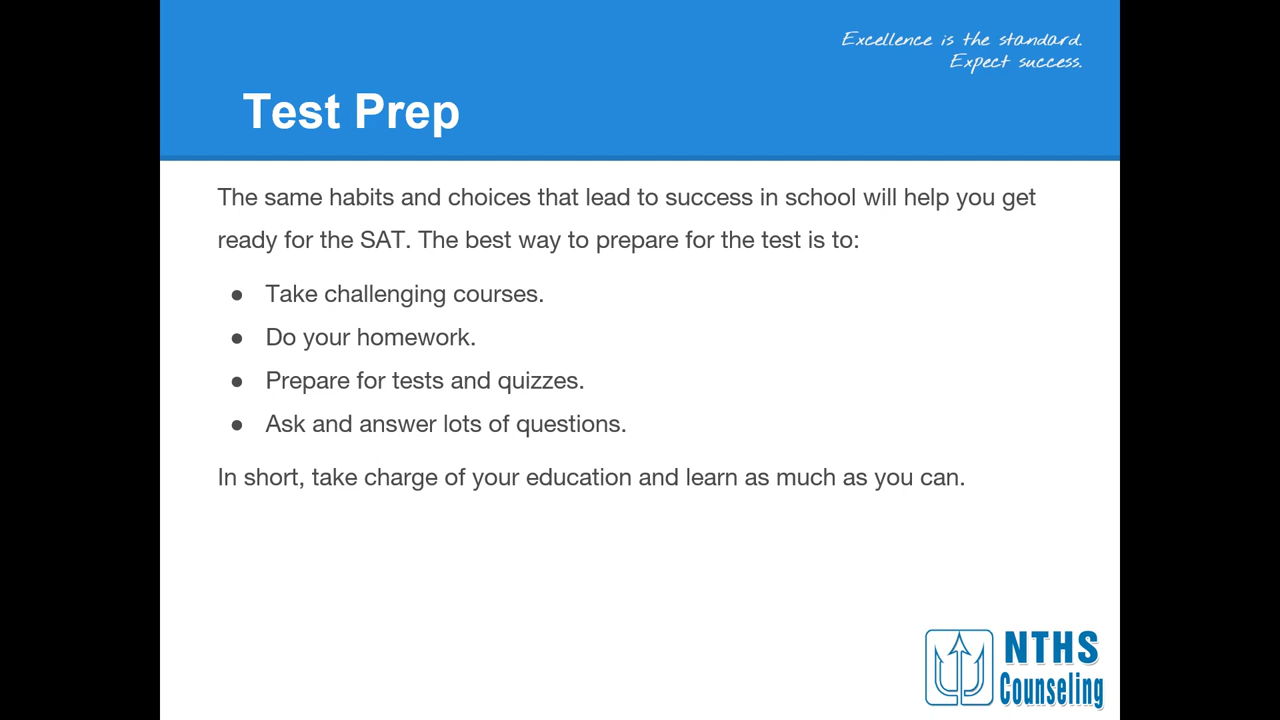 Excellence is the standard.
Expect success.
Test Prep
The same habits and choices that lead to success in school will help you get
ready for the SAT. The best way to prepare for the test is to:
● Take challenging courses.
● Do your homework.
● Prepare for tests and quizzes.
● Ask and answer lots of questions.
In short, take charge of your education and learn as much as you can.
NTHS
Counseling